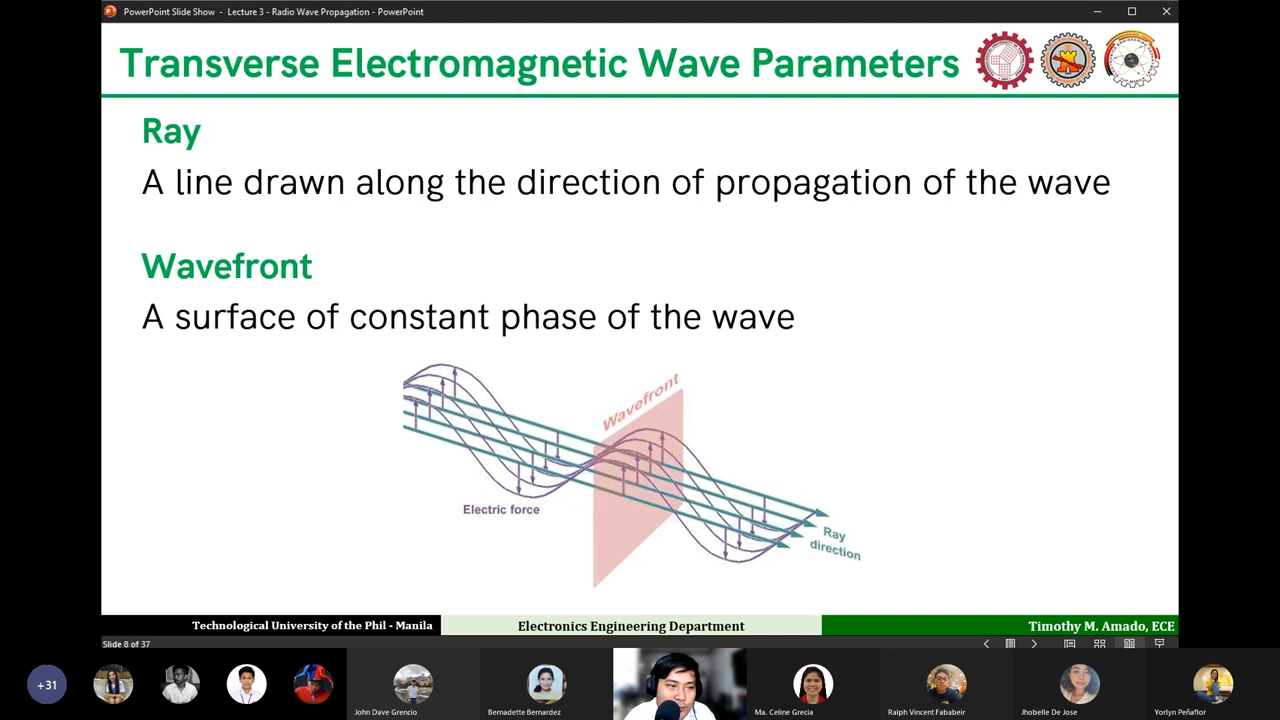 PowerPoint Slide Show - Lecture 3 - Radio Wave Propagation - PowerPoint
Transverse Electromagnetic Wave Parameters
Ray
A line drawn along the direction of propagation of the wave
Wavefront
A surface of constant phase of the wave
Wavefront
Electric force
Ray
direction
Technological University of the Phil - Manila
Electronics Engineering Department
Timothy M. Amado, ECE
Slide 8 of 37
+31
John Dave Grencio
Bernadette Bernardez
Ma. Celine Grecia
Ralph Vincent Fababeir
Jhobelle De Jose
Yorlyn Peñaflor